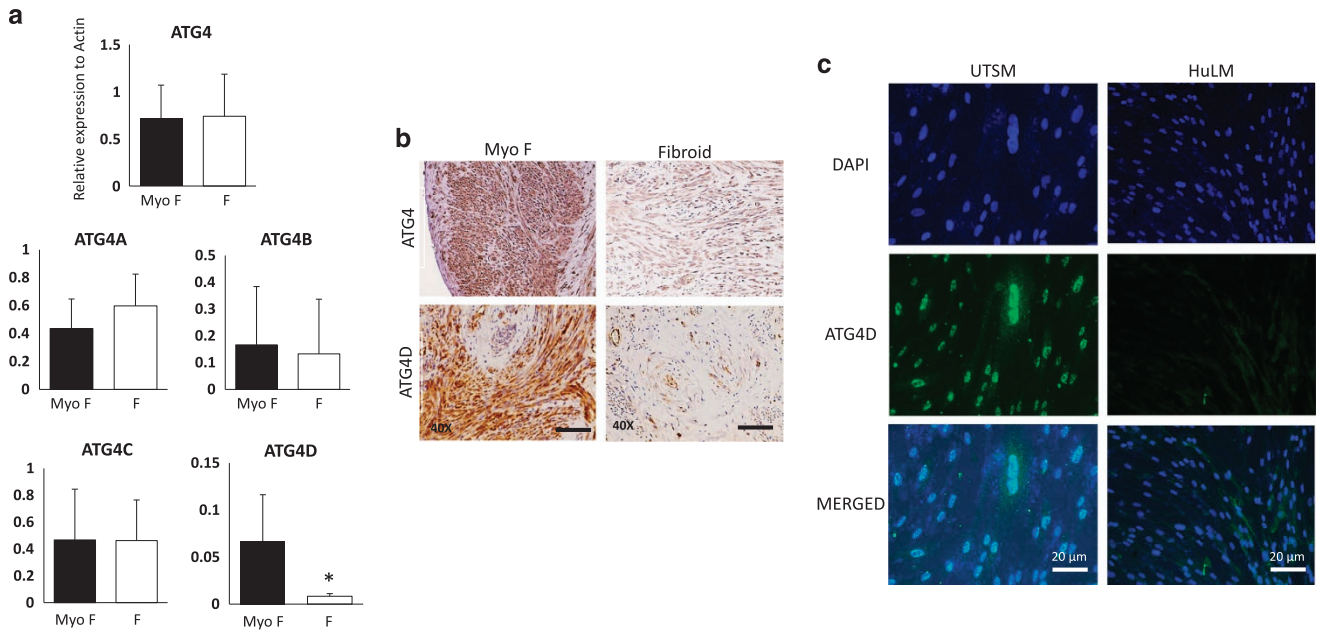 a
ATG4
Relative expression to Actin
1.5
1
0.5
0
Myo F F
ATG4A
1
0.8
0.6
0.4
0.2
0
Myo F F
ATG4B
0.5
0.4
0.3
0.2
0.1
0
Myo F F
ATG4C
1
0.8
0.6
0.4
0.2
0
Myo F F
ATG4D
0.15
0.1
0.05
0
*
Myo F F
b
Myo F Fibroid
ATG4
ATG4D
40X 40X
c
UTSM HuLM
DAPI
ATG4D
MERGED
20 µm 20 µm